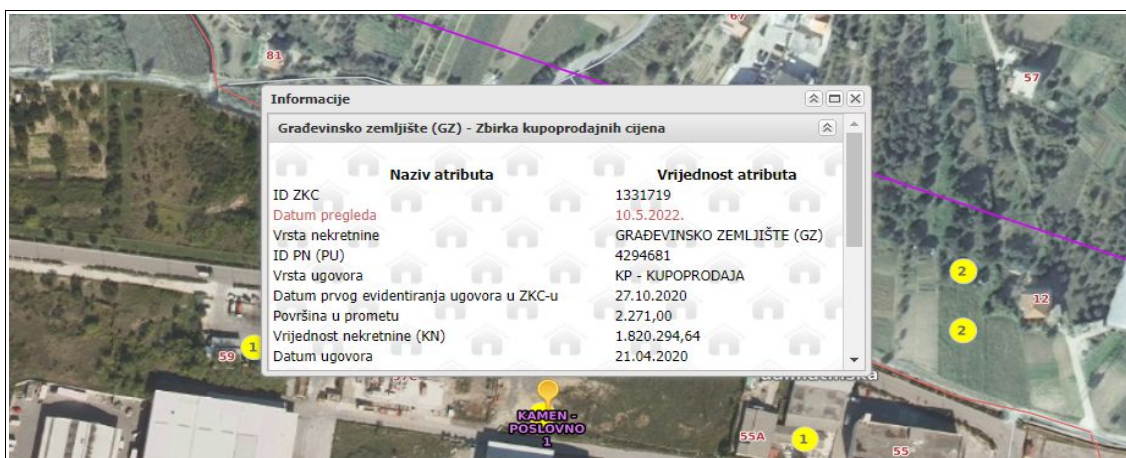 67
81
57
Informacije
Građevinsko zemljište (GZ) - Zbirka kupoprodajnih cijena
Naziv atributa Vrijednost atributa
ID ZKC 1331719
Datum pregleda 10.5.2022.
Vrsta nekretnine GRAĐEVINSKO ZEMLJIŠTE (GZ)
ID PN (PU) 4294681
Vrsta ugovora KP - KUPOPRODAJA
Datum prvog evidentiranja ugovora u ZKC-u 27.10.2020
Površina u prometu 2.271,00
Vrijednost nekretnine (KN) 1.820.294,64
Datum ugovora 21.04.2020
2
12
2
59
1
57C
KAMEN -
POSLOVNO
1
55A
1
55